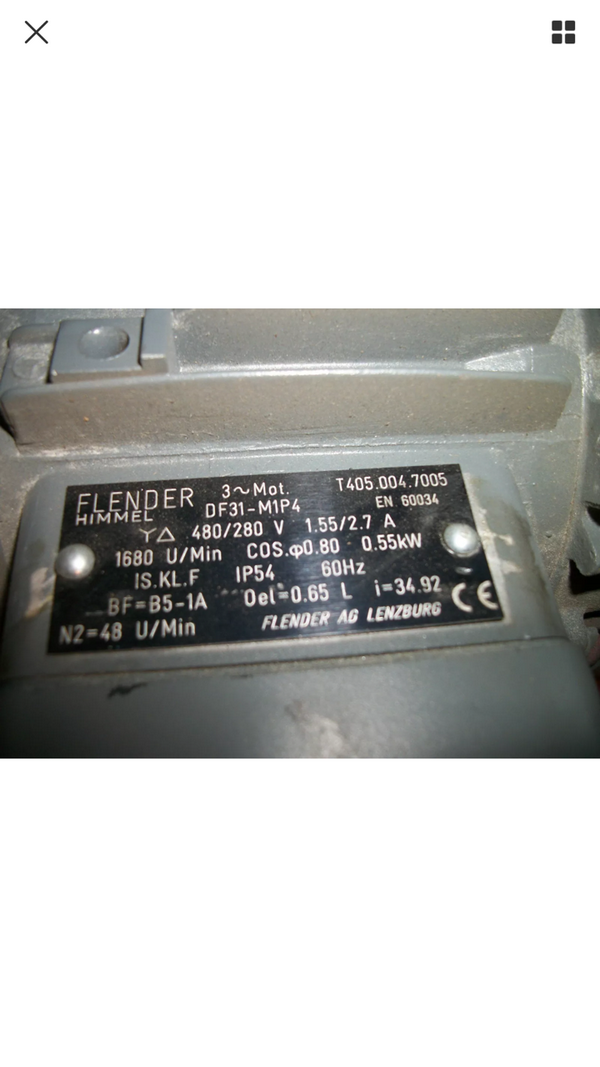 FLENDER
HIMMEL
3~Mot.
T405.004.7005
DF31-M1P4
EN 60034
Y△ 480/280 V 1.55/2.7 A
1680 U/Min COS.φ0.80 0.55kW
IS.KL.F IP54 60Hz
BF=B5-1A Oel=0.65 L i=34.92
N2=48 U/Min FLENDER AG LENZBURG CE